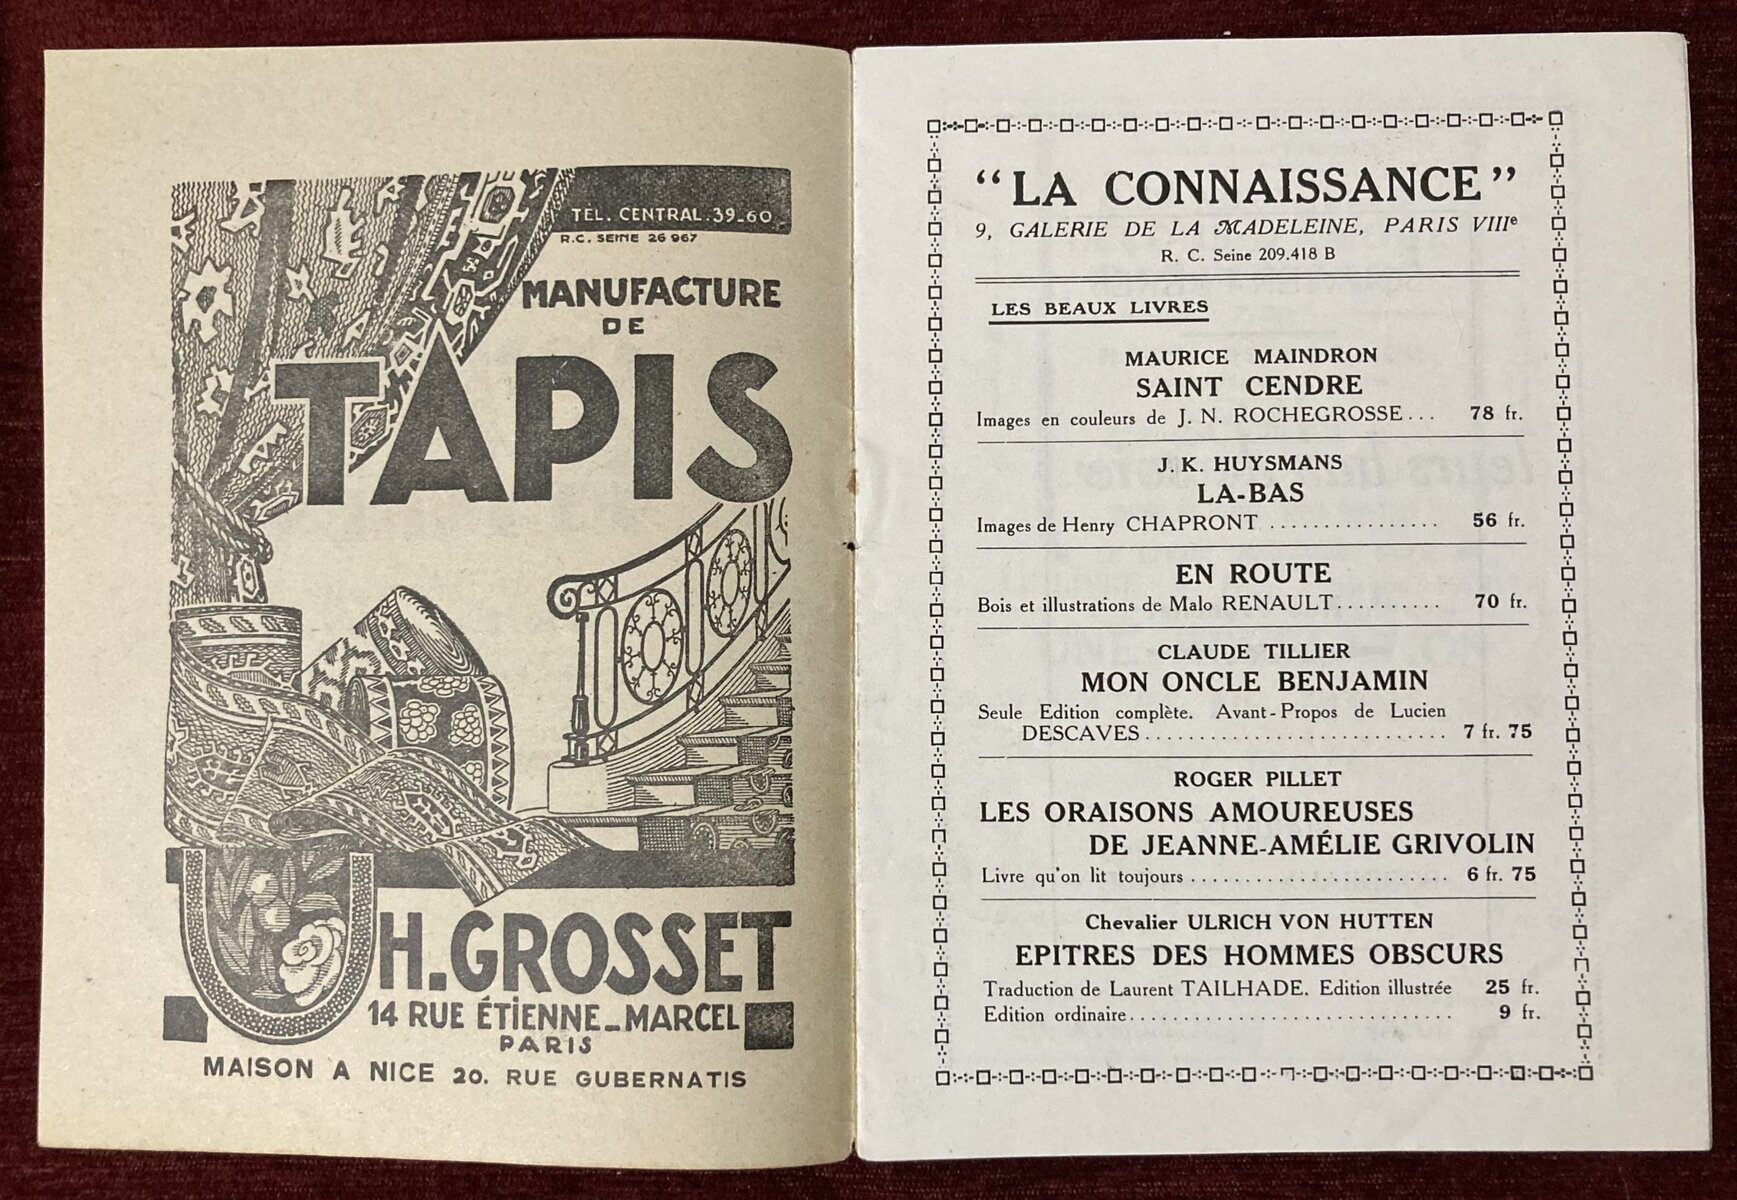 TÉL. CENTRAL.39-60
R.C. SEINE 26 967
MANUFACTURE
DE
TAPIS
H. GROSSET
14 RUE ÉTIENNE-MARCEL
PARIS
MAISON A NICE 20. RUE GUBERNATIS
"LA CONNAISSANCE"
9, GALERIE DE LA MADELEINE, PARIS VIIIe
R. C. Seine 209.418 B
LES BEAUX LIVRES
MAURICE MAINDRON
SAINT CENDRE
Images en couleurs de J. N. ROCHEGROSSE... 78 fr.
J. K. HUYSMANS
LA-BAS
Images de Henry CHAPRONT ................ 56 fr.
EN ROUTE
Bois et illustrations de Malo RENAULT.......... 70 fr.
CLAUDE TILLIER
MON ONCLE BENJAMIN
Seule Edition complète. Avant-Propos de Lucien
DESCAVES............................ 7 fr. 75
ROGER PILLET
LES ORAISONS AMOUREUSES
DE JEANNE-AMÉLIE GRIVOLIN
Livre qu'on lit toujours........................ 6 fr. 75
Chevalier ULRICH VON HUTTEN
EPITRES DES HOMMES OBSCURS
Traduction de Laurent TAILHADE. Edition illustrée 25 fr.
Edition ordinaire.............................. 9 fr.